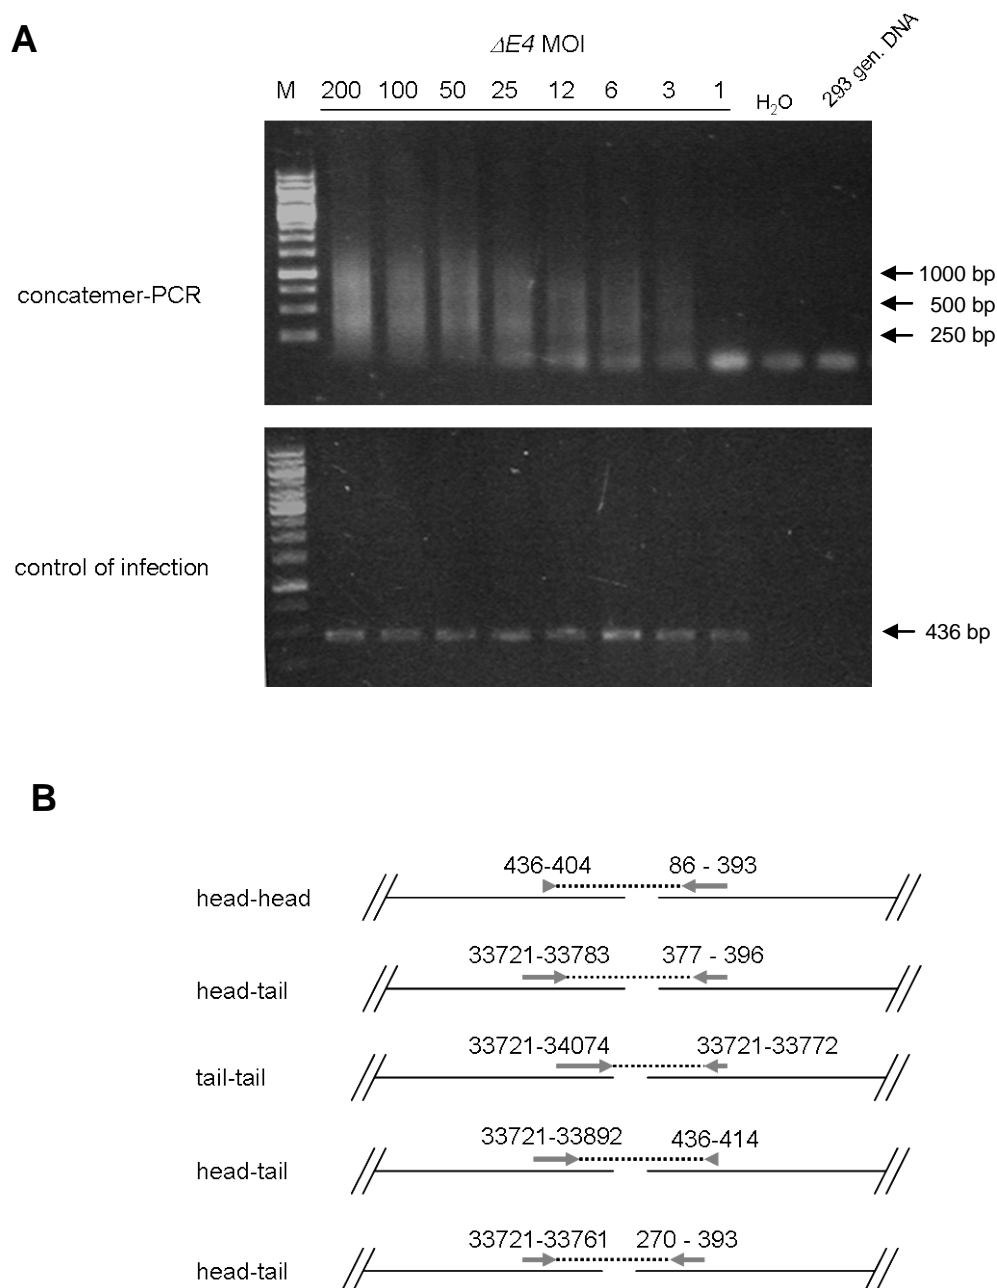 A
ΔE4 MOI
M 200 100 50 25 12 6 3 1 H₂O 293 gen. DNA
concatemer-PCR
1000 bp
500 bp
250 bp
control of infection
436 bp
B
436-404 86 - 393
head-head
33721-33783 377 - 396
head-tail
33721-34074 33721-33772
tail-tail
33721-33892 436-414
head-tail
33721-33761 270 - 393
head-tail